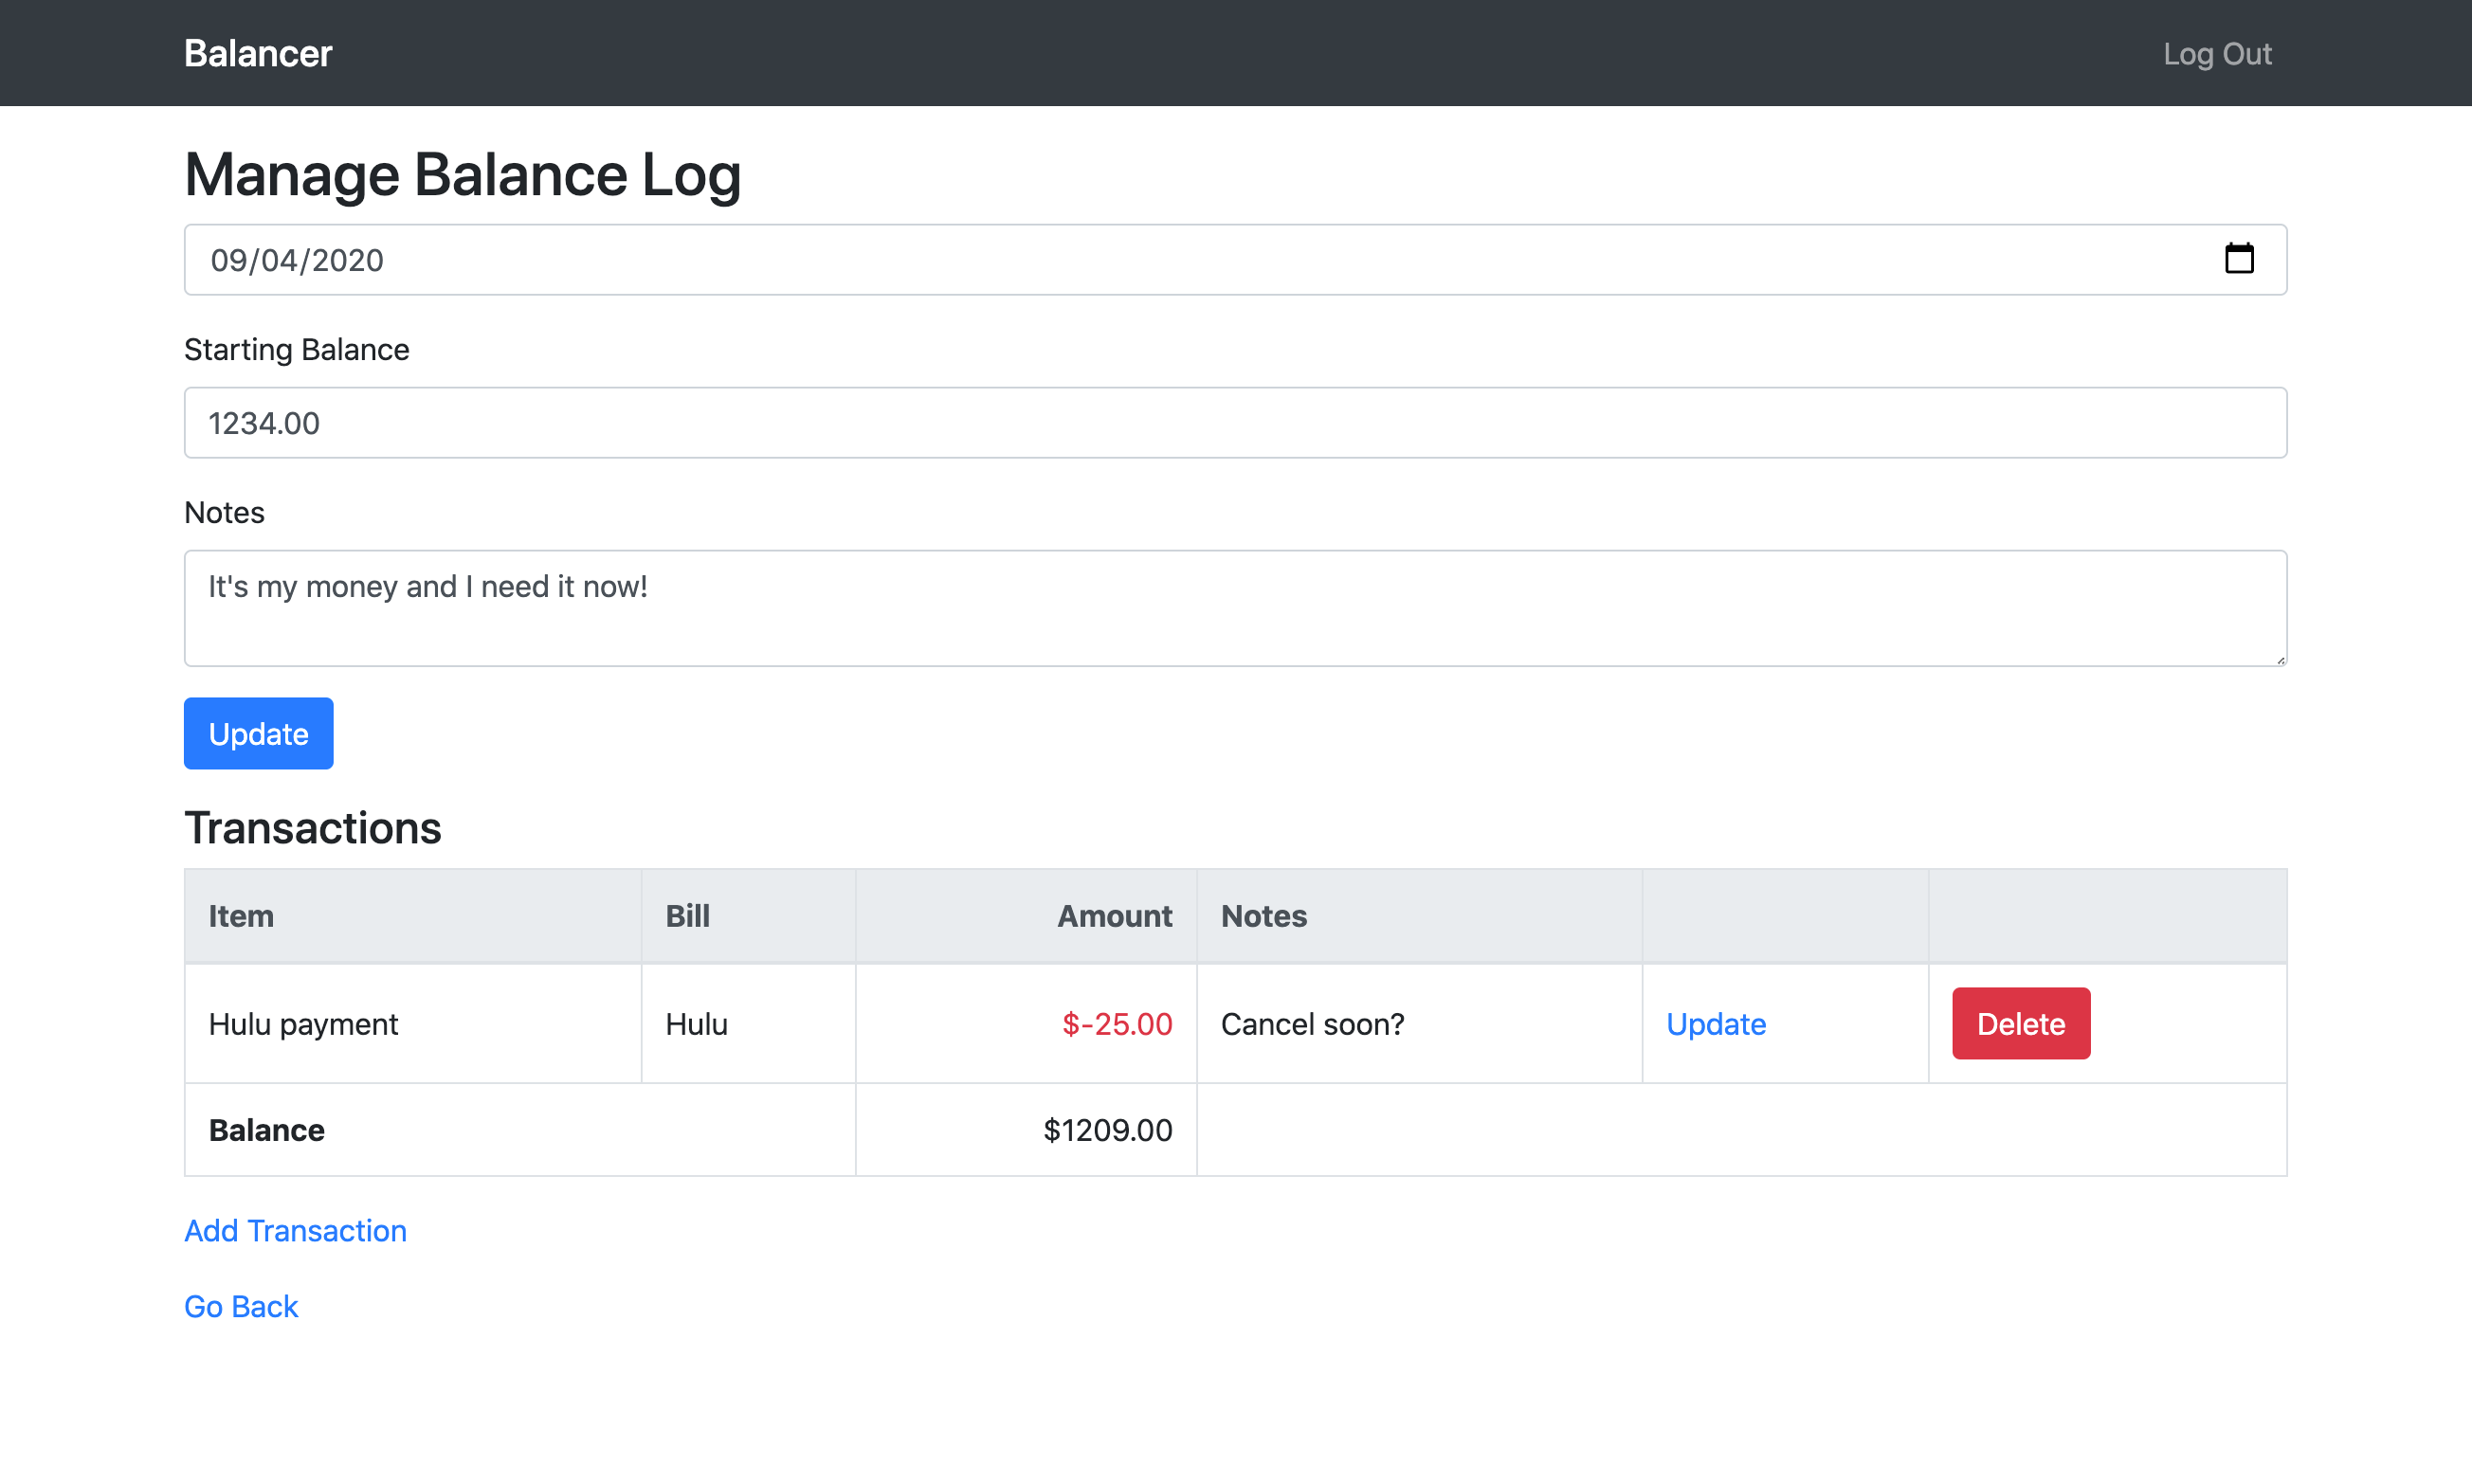 Balancer Log Out
Manage Balance Log
09/04/2020
Starting Balance
1234.00
Notes
It's my money and I need it now!
Update
Transactions
Item Bill Amount Notes
Hulu payment Hulu $-25.00 Cancel soon? Update Delete
Balance $1209.00
Add Transaction
Go Back